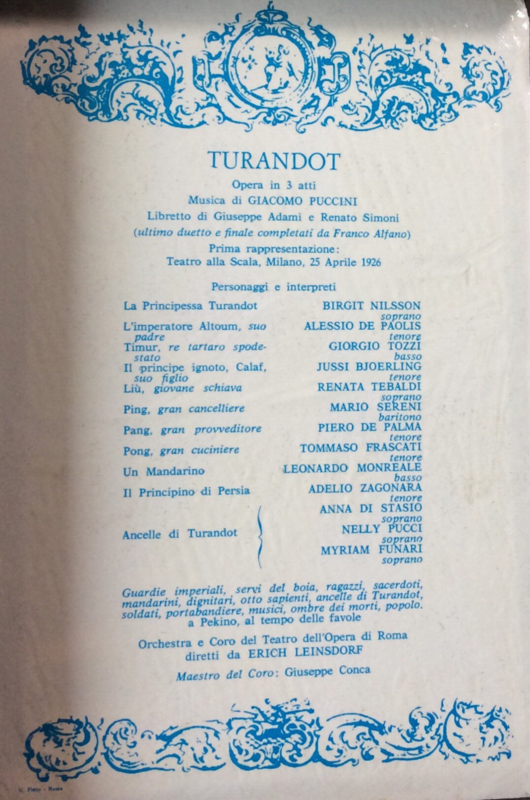 TURANDOT
Opera in 3 atti
Musica di GIACOMO PUCCINI
Libretto di Giuseppe Adami e Renato Simoni
(ultimo duetto e finale completati da Franco Alfano)
Prima rappresentazione:
Teatro alla Scala, Milano, 25 Aprile 1926
Personaggi e interpreti
La Principessa Turandot BIRGIT NILSSON
soprano
L'imperatore Altoum, suo ALESSIO DE PAOLIS
padre tenore
Timur, re tartaro spode- GIORGIO TOZZI
stato basso
Il principe ignoto, Calaf, JUSSI BJOERLING
suo figlio tenore
Liù, giovane schiava RENATA TEBALDI
soprano
Ping, gran cancelliere MARIO SERENI
baritono
Pang, gran provveditore PIERO DE PALMA
tenore
Pong, gran cuciniere TOMMASO FRASCATI
tenore
Un Mandarino LEONARDO MONREALE
basso
Il Principino di Persia ADELIO ZAGONARA
tenore
ANNA DI STASIO
soprano
Ancelle di Turandot NELLY PUCCI
soprano
MYRIAM FUNARI
soprano
Guardie imperiali, servi del boia, ragazzi, sacerdoti,
mandarini, dignitari, otto sapienti, ancelle di Turandot,
soldati, portabandiere, musici, ombre dei morti, popolo.
a Pekino, al tempo delle favole
Orchestra e Coro del Teatro dell'Opera di Roma
diretti da ERICH LEINSDORF
Maestro del Coro: Giuseppe Conca
Roma